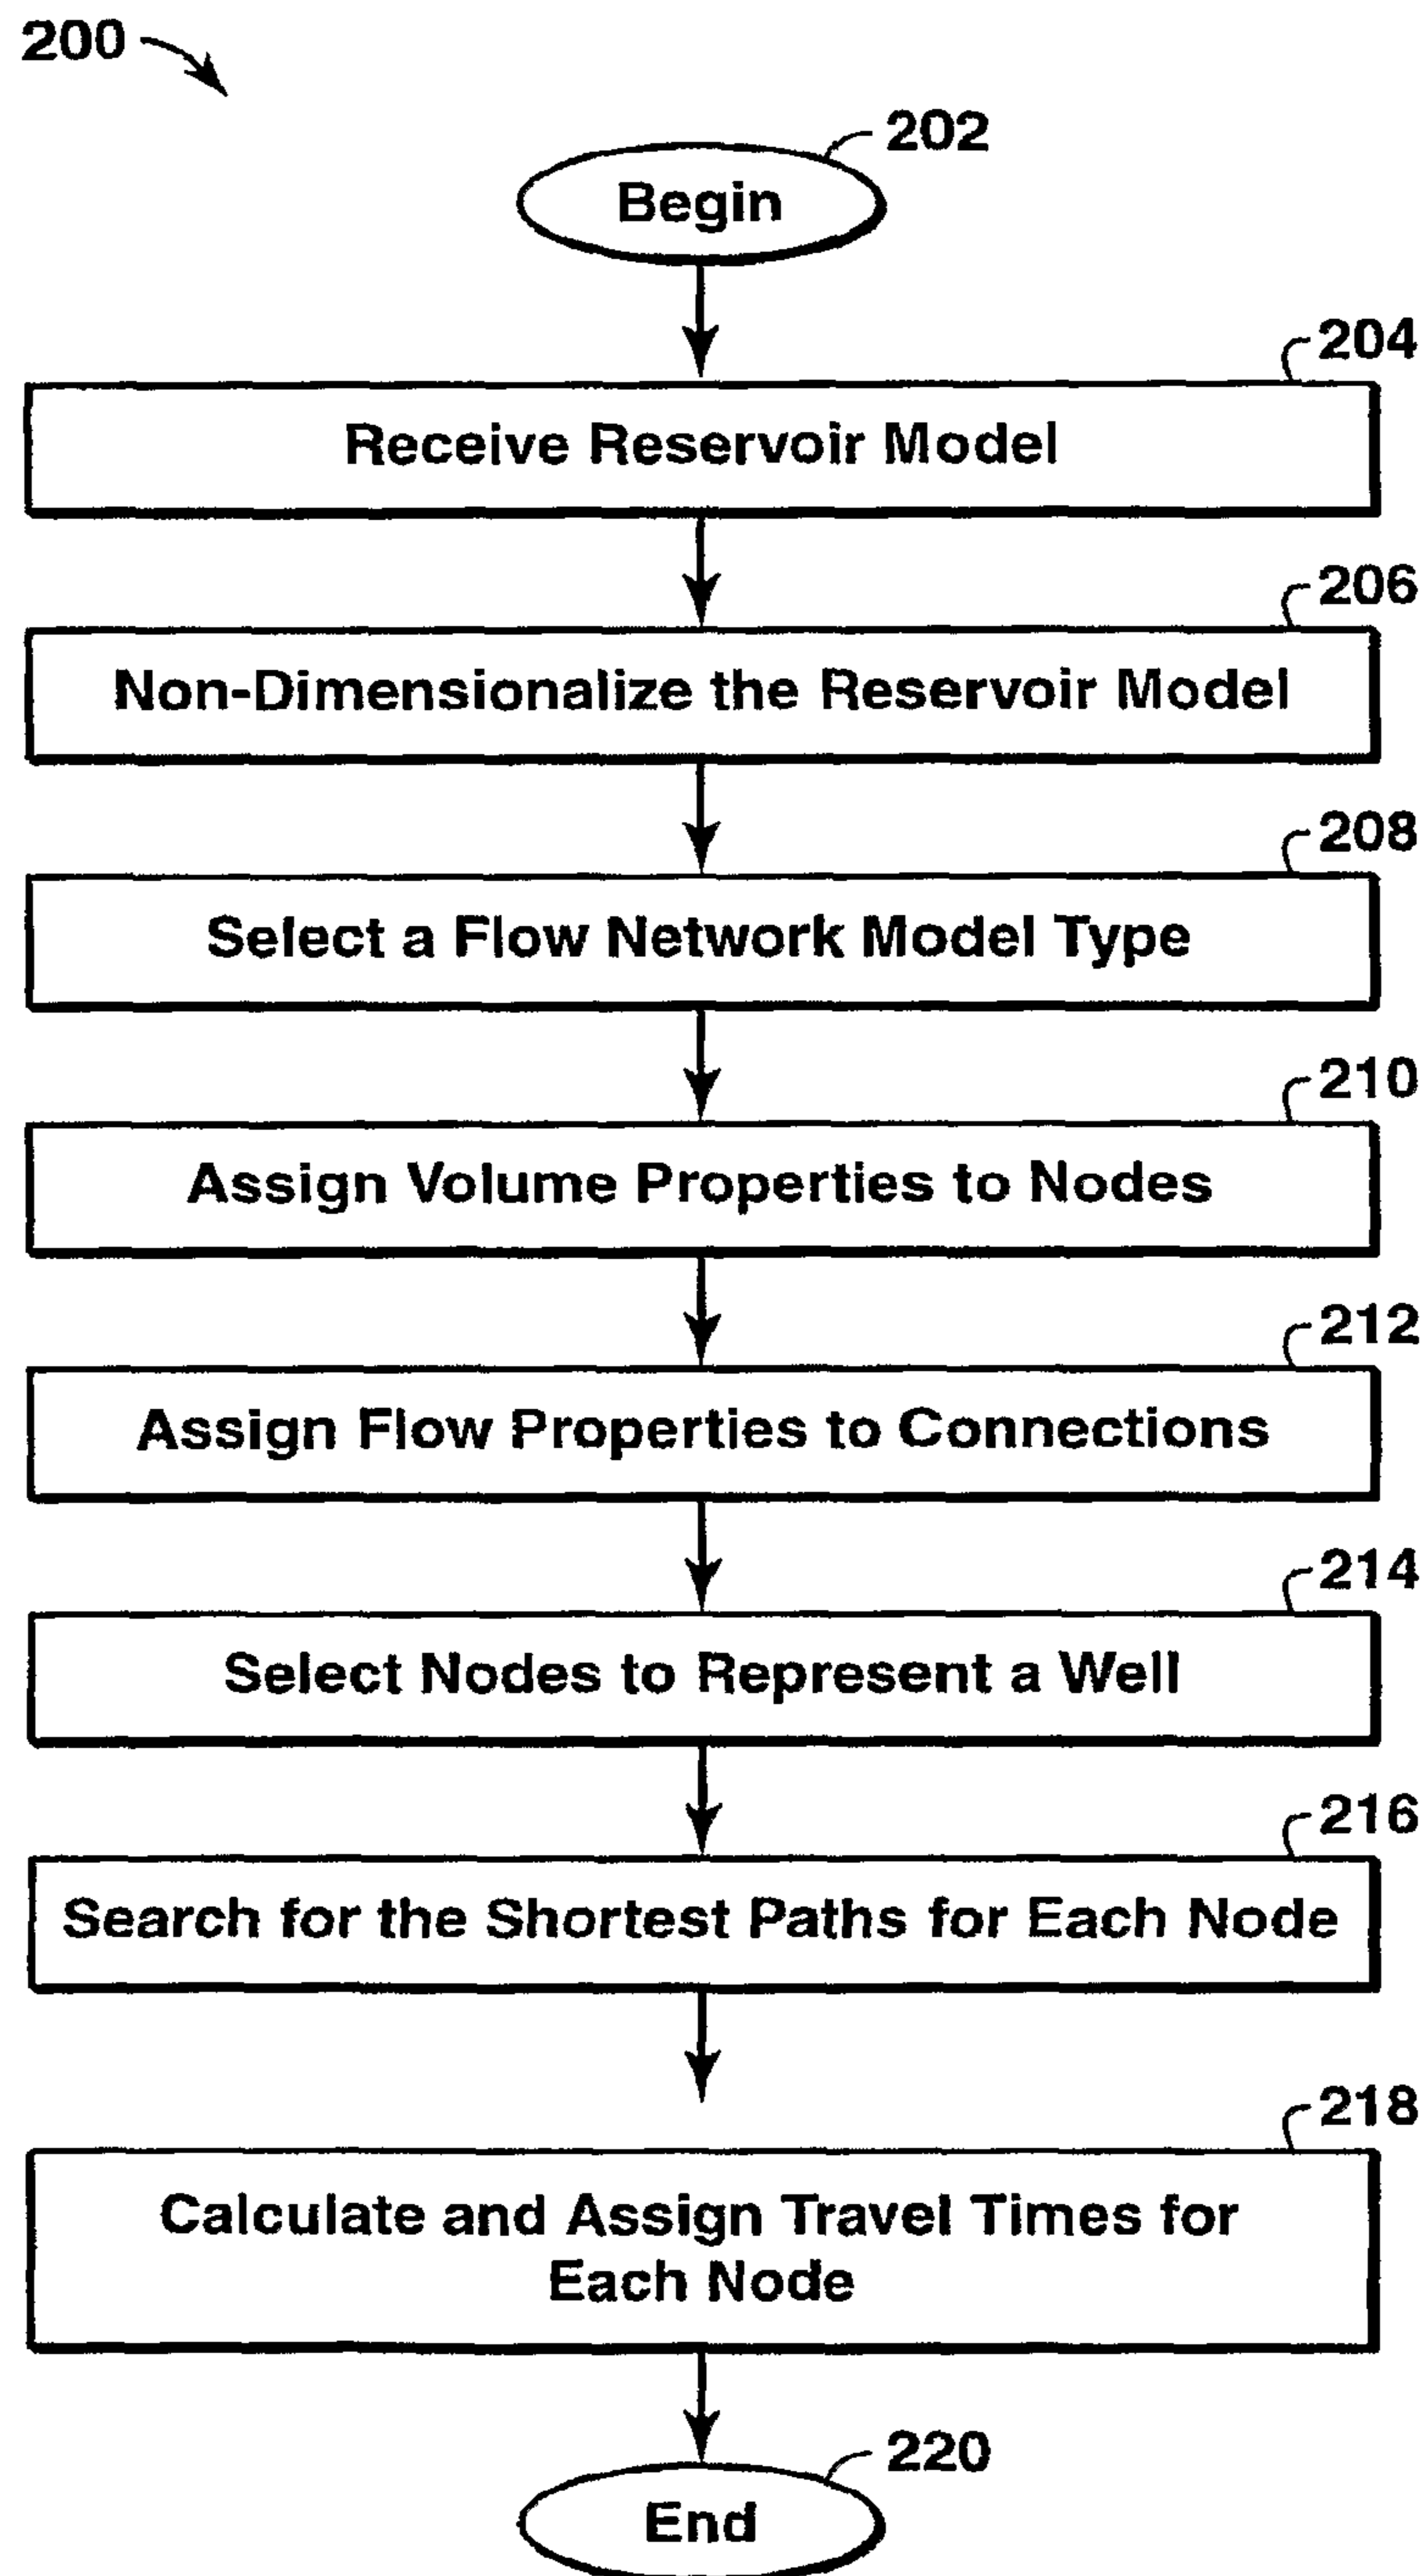 200
202
Begin
204
Receive Reservoir Model
206
Non-Dimensionalize the Reservoir Model
208
Select a Flow Network Model Type
210
Assign Volume Properties to Nodes
212
Assign Flow Properties to Connections
214
Select Nodes to Represent a Well
216
Search for the Shortest Paths for Each Node
218
Calculate and Assign Travel Times for
Each Node
220
End